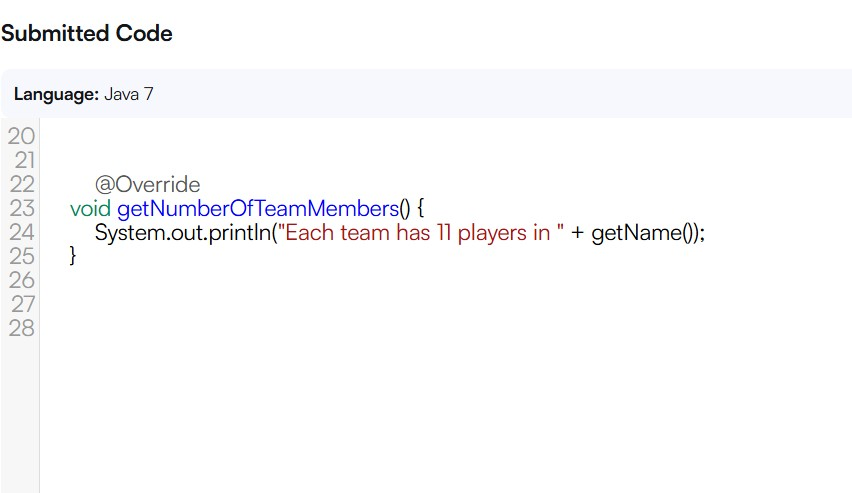 Submitted Code
Language: Java 7
20
21
22 @Override
23 void getNumberOfTeamMembers() {
24 System.out.println("Each team has 11 players in " + getName());
25 }
26
27
28